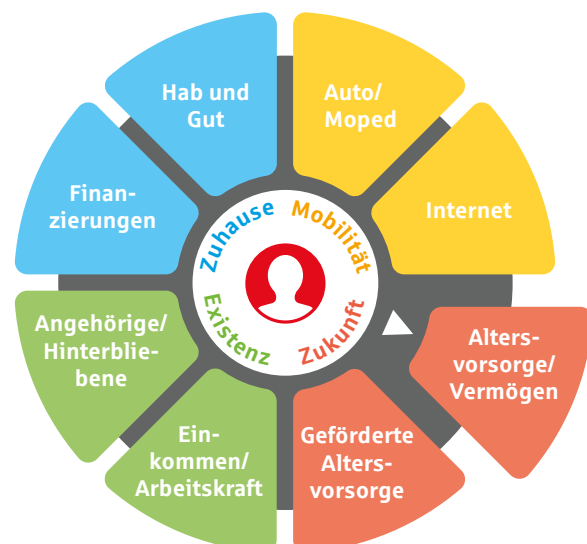 Hab und
Gut
Auto/
Moped
Finan-
zierungen
Internet
Zuhause
Mobilität
Existenz
Zukunft
Angehörige/
Hinterblie-
bene
Alters-
vorsorge/
Vermögen
Ein-
kommen/
Arbeitskraft
Geförderte
Alters-
vorsorge